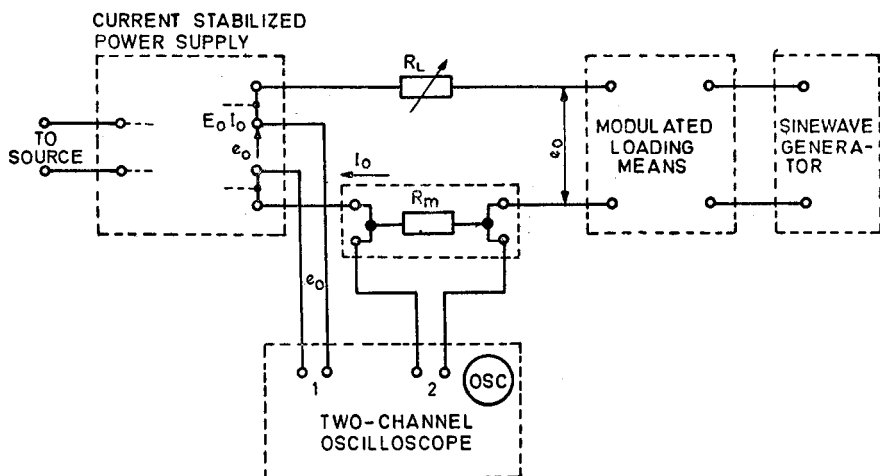 CURRENT STABILIZED
POWER SUPPLY
TO
SOURCE
E₀ I₀
e₀
R_L
e₀
I₀
R_m
MODULATED
LOADING
MEANS
SINEWAVE
GENERA-
TOR
e₀
1
2
OSC
TWO-CHANNEL
OSCILLOSCOPE